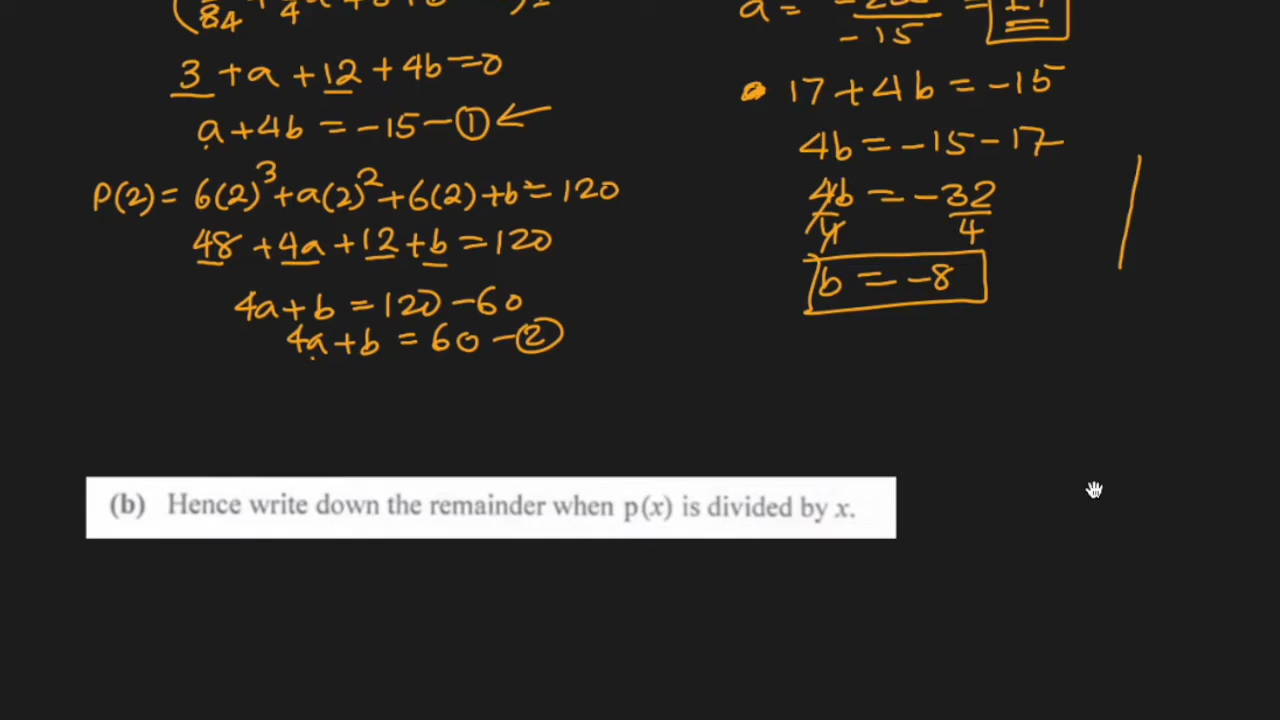 3 + a + 12 + 4b = 0
a + 4b = -15 - ①
P(2) = 6(2)³ + a(2)² + 6(2) + b = 120
48 + 4a + 12 + b = 120
4a + b = 120 - 60
4a + b = 60 - ②
a =
-15
17 + 4b = -15
4b = -15 - 17
4b = -32
4 4
b = -8
(b) Hence write down the remainder when p(x) is divided by x.